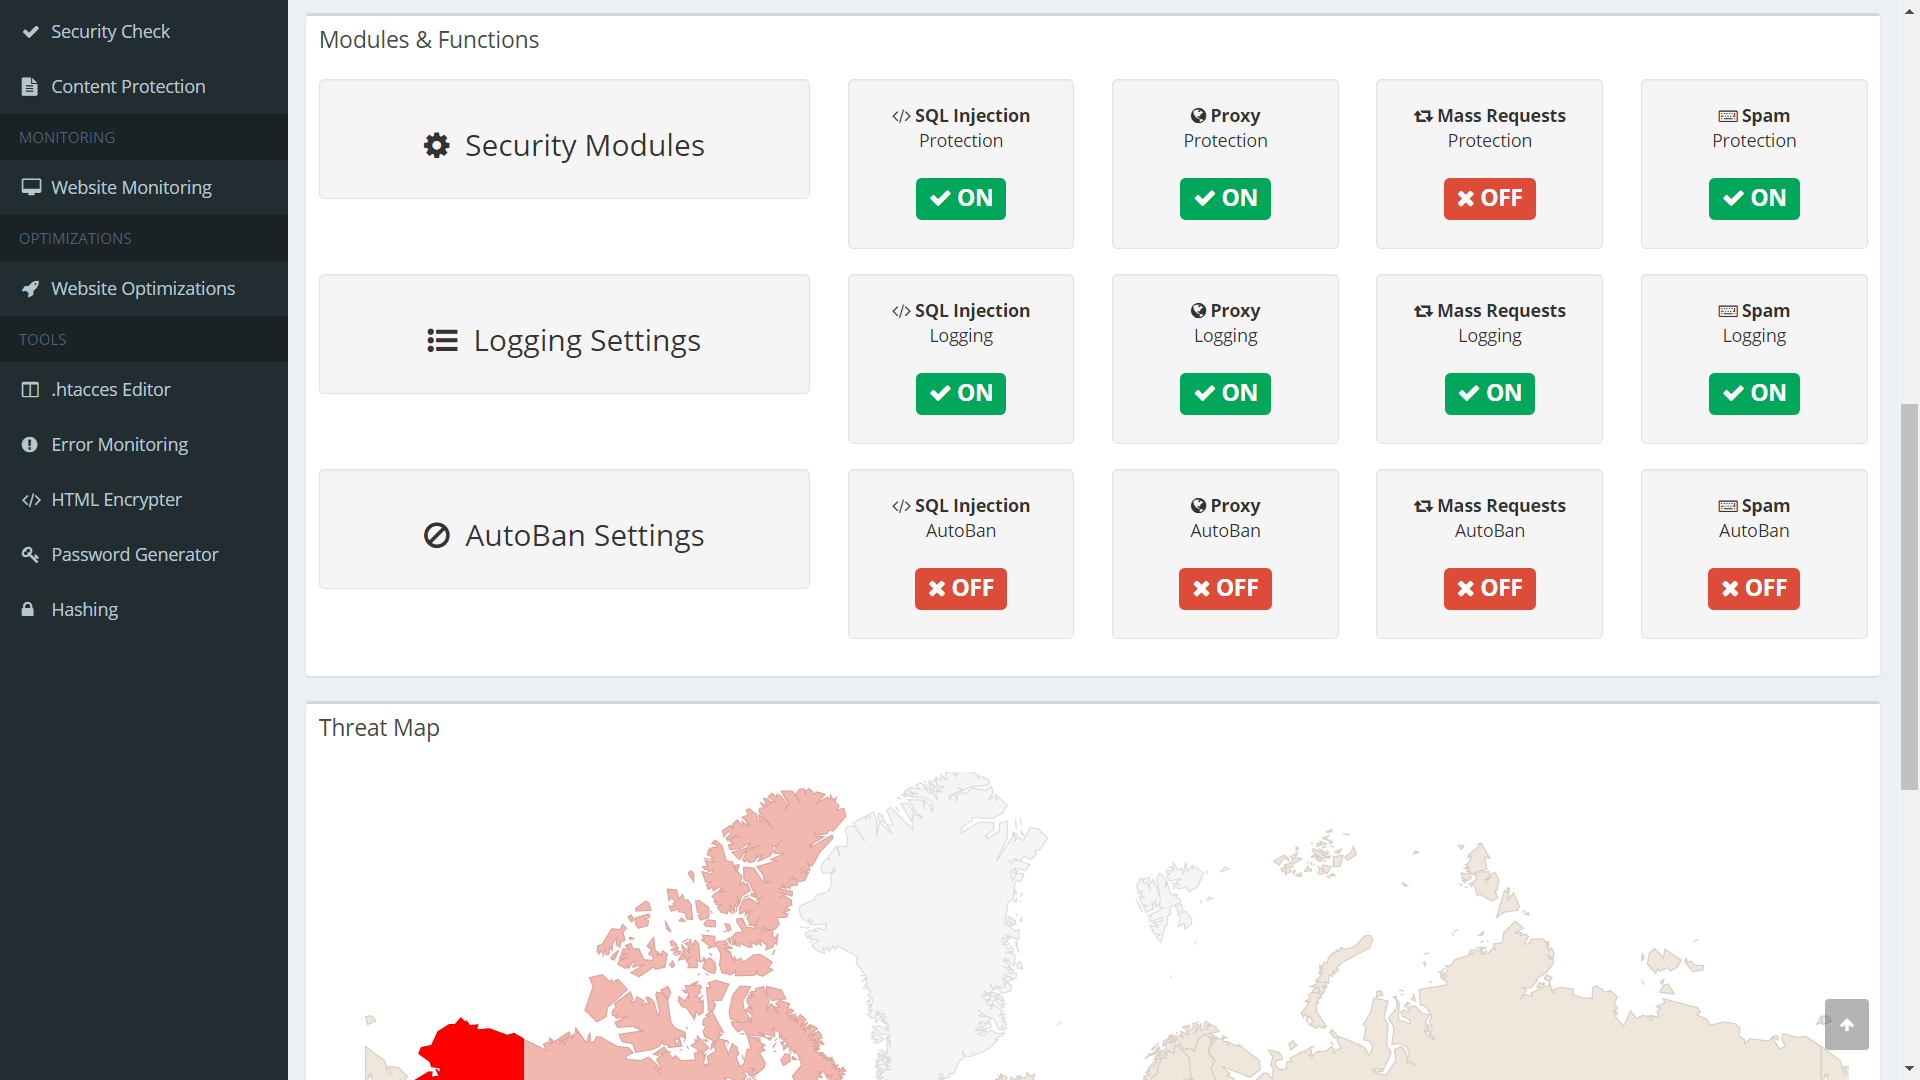 Security Check
Content Protection
MONITORING
Website Monitoring
OPTIMIZATIONS
Website Optimizations
TOOLS
.htacces Editor
Error Monitoring
HTML Encrypter
Password Generator
Hashing
Modules & Functions
Security Modules
SQL Injection
Protection
ON
Proxy
Protection
ON
Mass Requests
Protection
OFF
Spam
Protection
ON
Logging Settings
SQL Injection
Logging
ON
Proxy
Logging
ON
Mass Requests
Logging
ON
Spam
Logging
ON
AutoBan Settings
SQL Injection
AutoBan
OFF
Proxy
AutoBan
OFF
Mass Requests
AutoBan
OFF
Spam
AutoBan
OFF
Threat Map